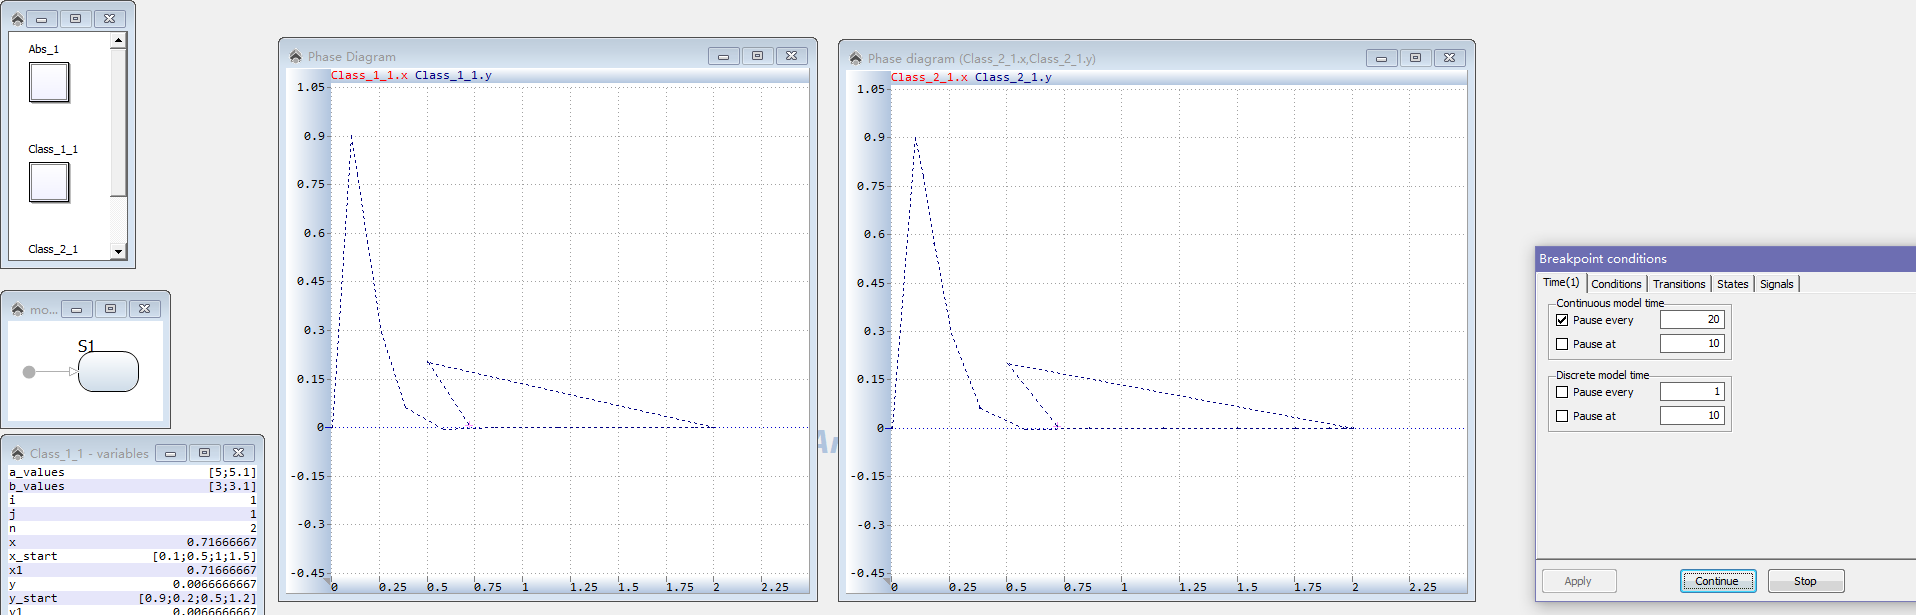 Abs_1
Class_1_1
Class_2_1
mo...
S1
Class_1_1 - variables
a_values [5;5.1]
b_values [3;3.1]
i 1
j 1
n 2
x 0.71666667
x_start [0.1;0.5;1;1.5]
x1 0.71666667
y 0.0066666667
y_start [0.9;0.2;0.5;1.2]
y1 0.0066666667
Phase Diagram
Class_1_1.x Class_1_1.y
1.05
0.9
0.75
0.6
0.45
0.3
0.15
0
-0.15
-0.3
-0.45
0 0.25 0.5 0.75 1 1.25 1.5 1.75 2 2.25
Phase diagram (Class_2_1.x,Class_2_1.y)
Class_2_1.x Class_2_1.y
1.05
0.9
0.75
0.6
0.45
0.3
0.15
0
-0.15
-0.3
-0.45
0 0.25 0.5 0.75 1 1.25 1.5 1.75 2 2.25
Breakpoint conditions
Time(1) Conditions Transitions States Signals
Continuous model time
Pause every 20
Pause at 10
Discrete model time
Pause every 1
Pause at 10
Apply Continue Stop